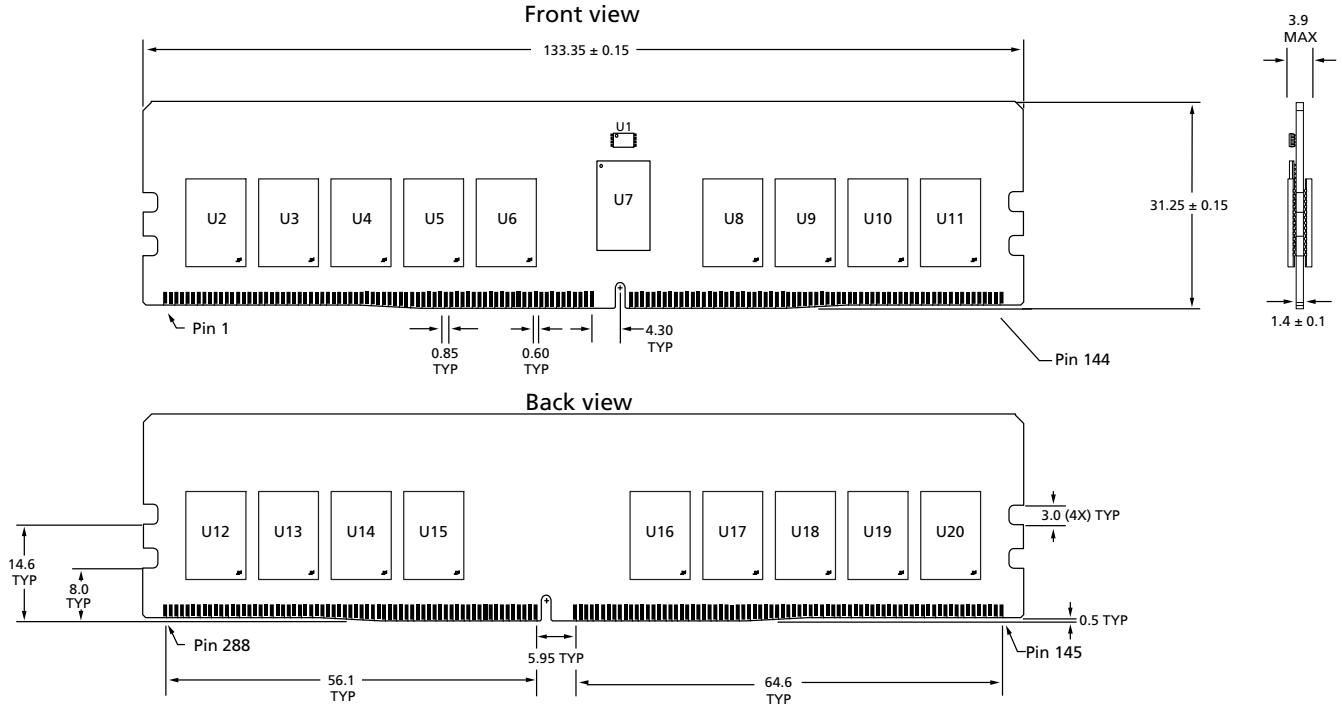 Front view
133.35 ± 0.15
3.9
MAX
U1
U2
U3
U4
U5
U6
U7
U8
U9
U10
U11
31.25 ± 0.15
Pin 1
0.85
TYP
0.60
TYP
4.30
TYP
Pin 144
1.4 ± 0.1
Back view
U12
U13
U14
U15
U16
U17
U18
U19
U20
3.0 (4X) TYP
14.6
TYP
8.0
TYP
0.5 TYP
Pin 288
5.95 TYP
Pin 145
56.1
TYP
64.6
TYP